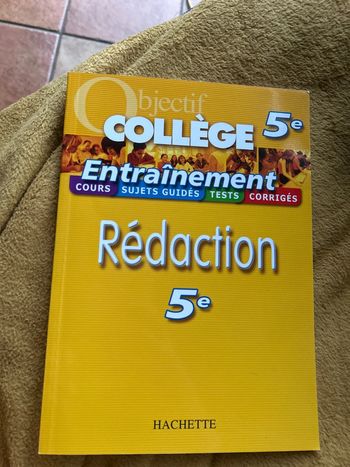 Objectif
COLLÈGE 5e
Entraînement
COURS SUJETS GUIDÉS TESTS CORRIGÉS
Rédaction
5e
HACHETTE